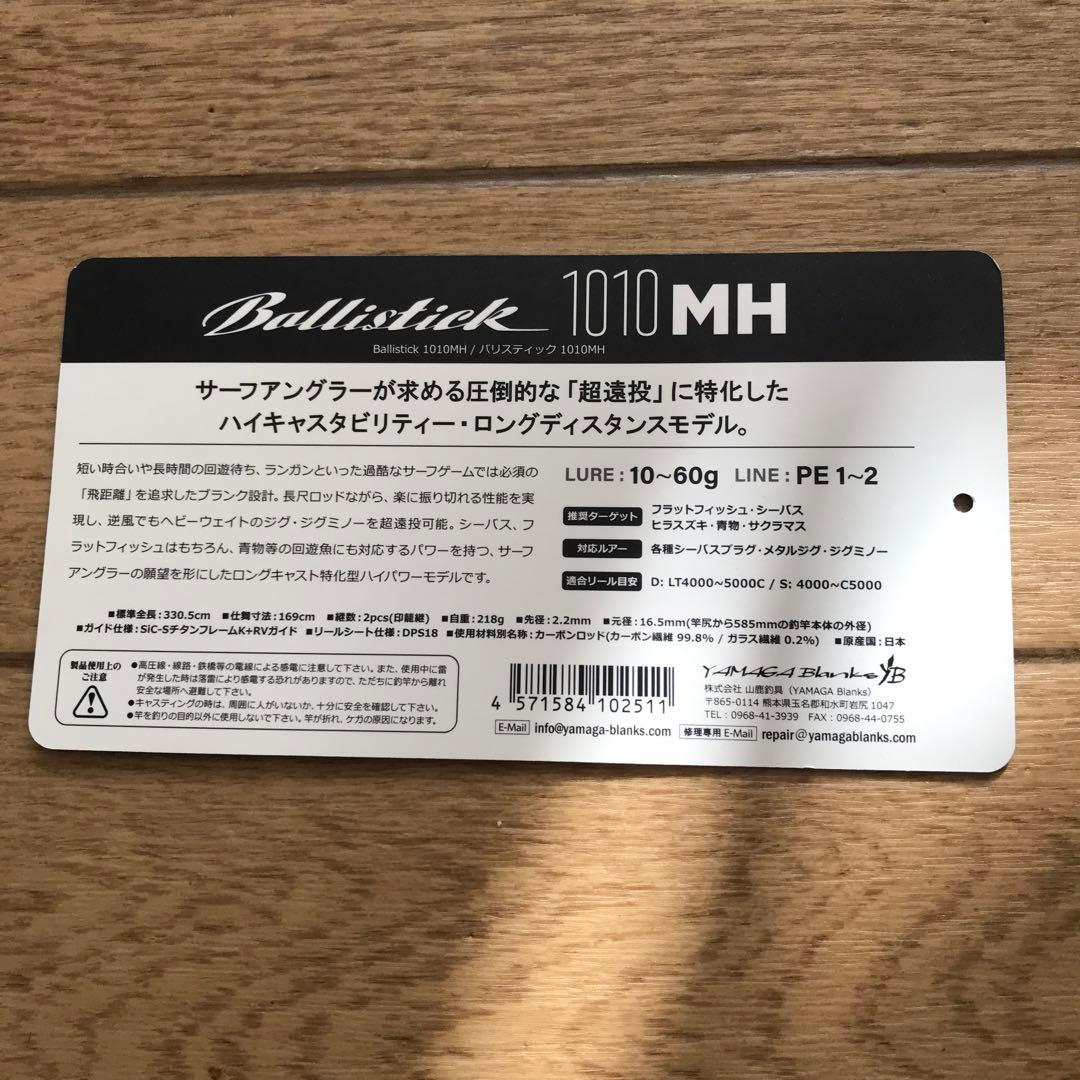 Ballistick 1010MH
Ballistick 1010MH / バリスティック 1010MH
サーフアングラーが求める圧倒的な「超遠投」に特化した
ハイキャスタビリティー・ロングディスタンスモデル。
短い時合いや長時間の回遊待ち、ランガンといった過酷なサーフゲームでは必須の
「飛距離」を追求したブランク設計。長尺ロッドながら、楽に振り切れる性能を実
現し、逆風でもヘビーウェイトのジグ・ジグミノーを超遠投可能。シーバス、フ
ラットフィッシュはもちろん、青物等の回遊魚にも対応するパワーを持つ、サーフ
アングラーの願望を形にしたロングキャスト特化型ハイパワーモデルです。
LURE : 10~60g LINE : PE 1~2
推奨ターゲット フラットフィッシュ・シーバス
ヒラスズキ・青物・サクラマス
対応ルアー 各種シーバスプラグ・メタルジグ・ジグミノー
適合リール目安 D: LT4000~5000C / S: 4000~C5000
■標準全長:330.5cm ■仕舞寸法:169cm ■継数:2pcs(印籠継) ■自重:218g ■先径:2.2mm ■元径:16.5mm(竿尻から585mmの釣竿本体の外径)
■ガイド仕様:SiC-SチタンフレームK+RVガイド ■リールシート仕様:DPS18 ■使用材料別名称:カーボンロッド(カーボン繊維 99.8% / ガラス繊維 0.2%) ■原産国:日本
製品使用上の
ご注意
●高圧線・線路・鉄橋等の電線による感電に注意して下さい。また、使用中に雷
が発生した時は落雷により感電する恐れがありますので、ただちに釣竿から離れ
安全な場所へ避難して下さい。
●キャスティングの時は、周囲に人がいないか、十分に安全を確認して下さい。
●竿を釣りの目的以外に使用しないで下さい。竿が折れ、ケガの原因になります。
4 571584 102511
YAMAGA Blanks YB
株式会社 山鹿釣具（YAMAGA Blanks）
〒865-0114 熊本県玉名郡和水町岩尻 1047
TEL : 0968-41-3939 FAX : 0968-44-0755
E-Mail info@yamaga-blanks.com 修理専用 E-Mail repair@yamagablanks.com